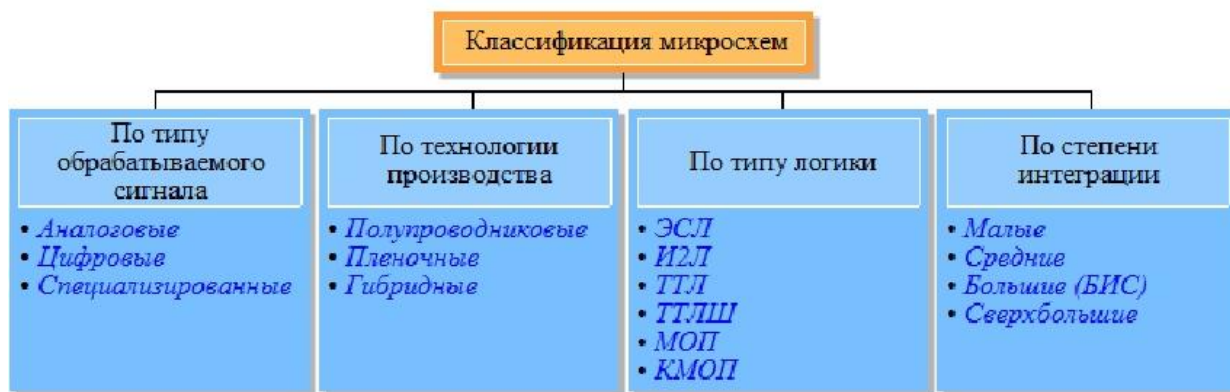 Классификация микросхем
По типу
обрабатываемого
сигнала
• Аналоговые
• Цифровые
• Специализированные
По технологии
производства
• Полупроводниковые
• Пленочные
• Гибридные
По типу логики
• ЭСЛ
• И2Л
• ТТЛ
• ТТЛШ
• МОП
• КМОП
По степени
интеграции
• Малые
• Средние
• Большие (БИС)
• Сверхбольшие